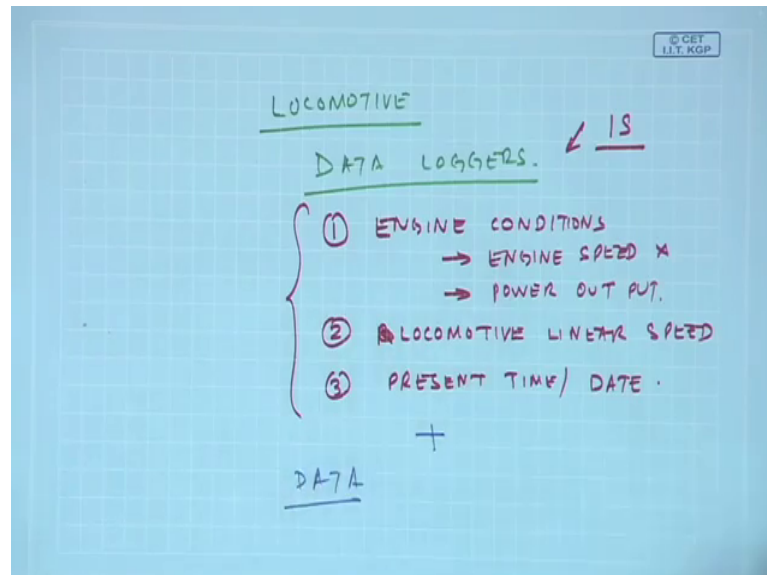 © CET
I.I.T. KGP
LOCOMOTIVE
DATA LOGGERS.
1S
① ENGINE CONDITIONS
→ ENGINE SPEED ×
→ POWER OUT PUT.
② LOCOMOTIVE LINEAR SPEED
③ PRESENT TIME/ DATE .
+
DATA